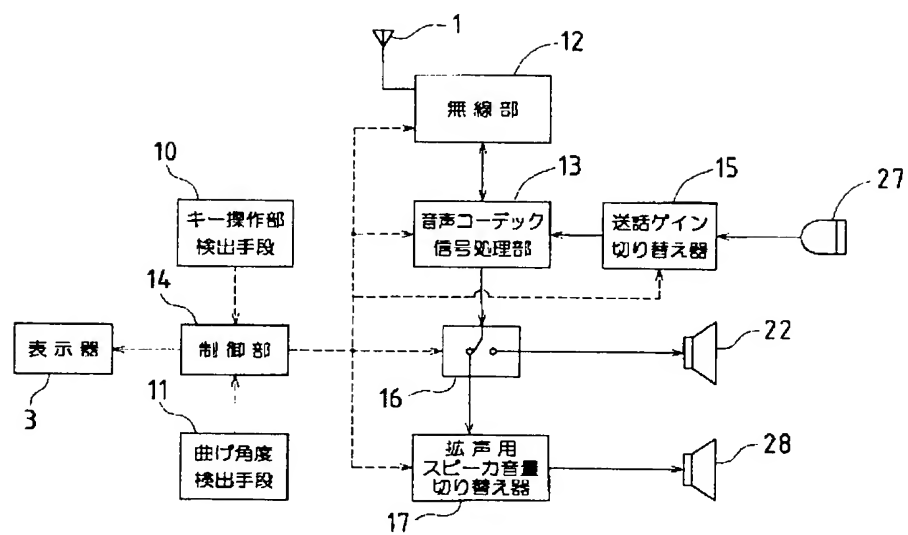 1
12
無線部
10
13
15
27
キー操作部
検出手段
音声コーデック
信号処理部
送話ゲイン
切り替え器
14
表示器
制御部
22
3
11
16
曲げ角度
検出手段
拡声用
スピーカ音量
切り替え器
28
17